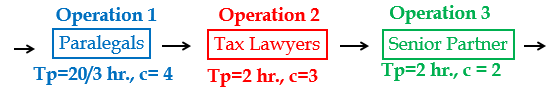 Operation 1 Operation 2 Operation 3
Paralegals Tax Lawyers Senior Partner
Tp=20/3 hr., c= 4 Tp=2 hr., c=3 Tp=2 hr., c = 2